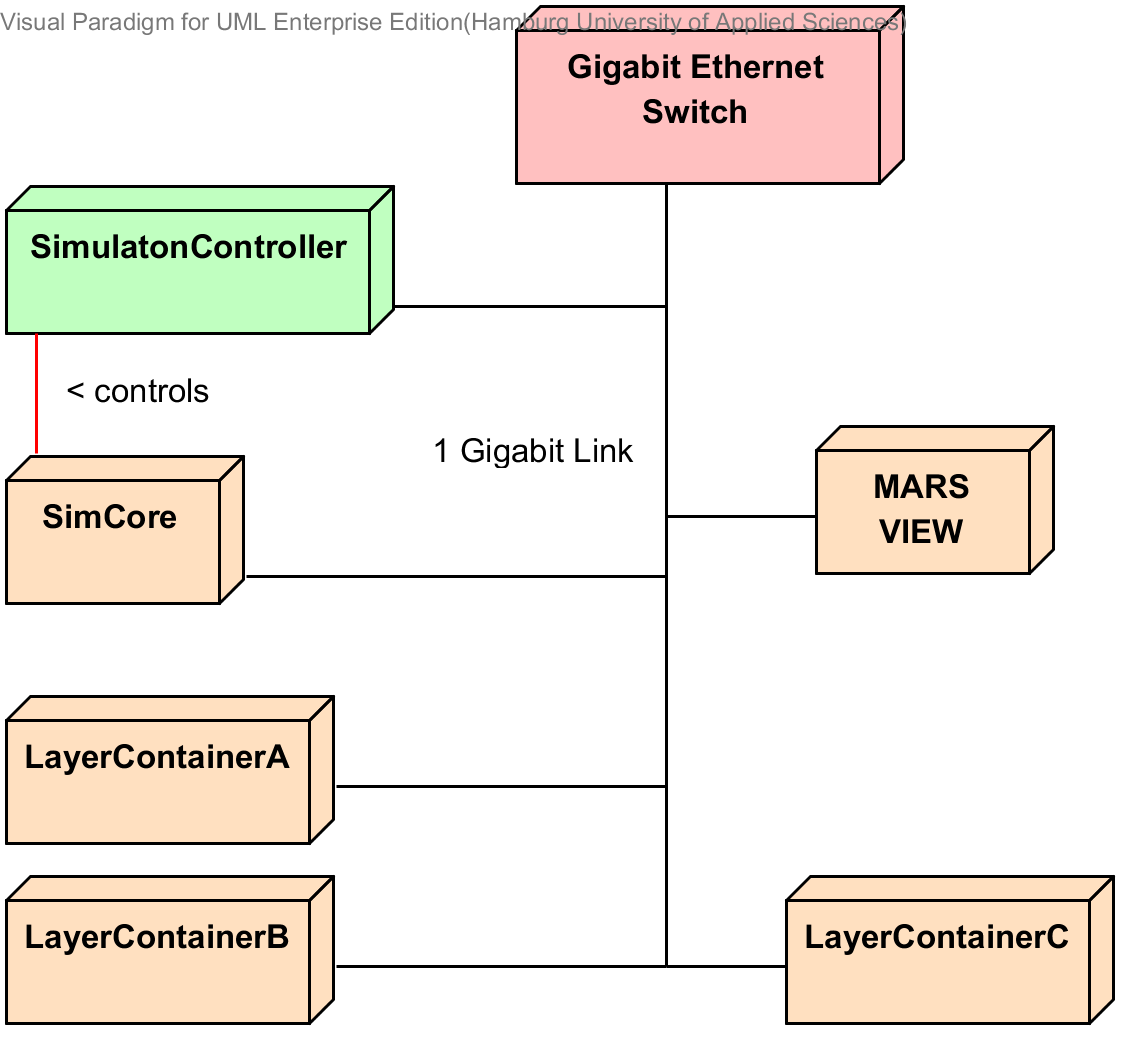 Visual Paradigm for UML Enterprise Edition(Hamburg University of Applied Sciences)
Gigabit Ethernet
Switch
SimulatonController
< controls
1 Gigabit Link
MARS
VIEW
SimCore
LayerContainerA
LayerContainerB
LayerContainerC